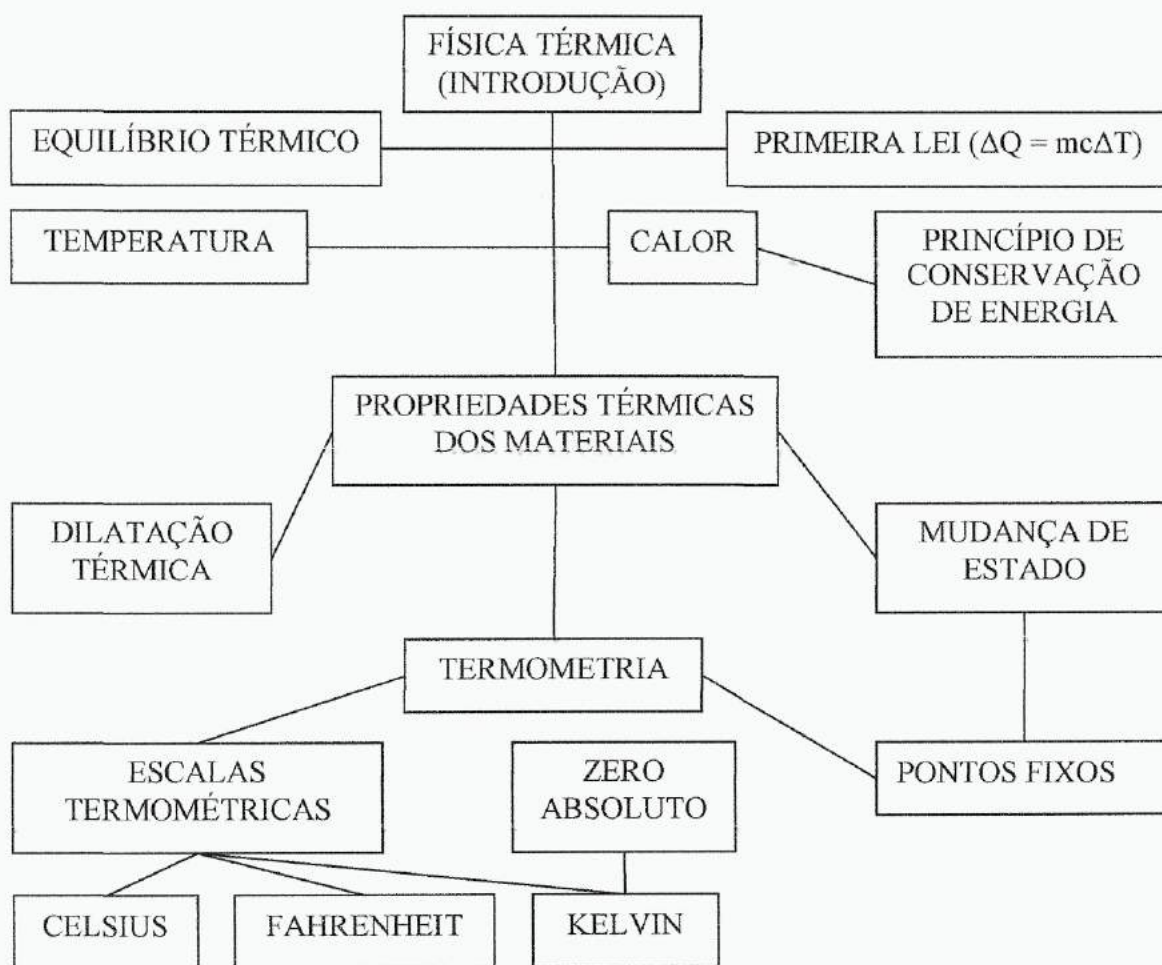 FÍSICA TÉRMICA
(INTRODUÇÃO)
EQUILÍBRIO TÉRMICO
PRIMEIRA LEI (ΔQ = mcΔT)
TEMPERATURA
CALOR
PRINCÍPIO DE
CONSERVAÇÃO
DE ENERGIA
PROPRIEDADES TÉRMICAS
DOS MATERIAIS
DILATAÇÃO
TÉRMICA
MUDANÇA DE
ESTADO
TERMOMETRIA
ESCALAS
TERMOMÉTRICAS
ZERO
ABSOLUTO
PONTOS FIXOS
CELSIUS
FAHRENHEIT
KELVIN